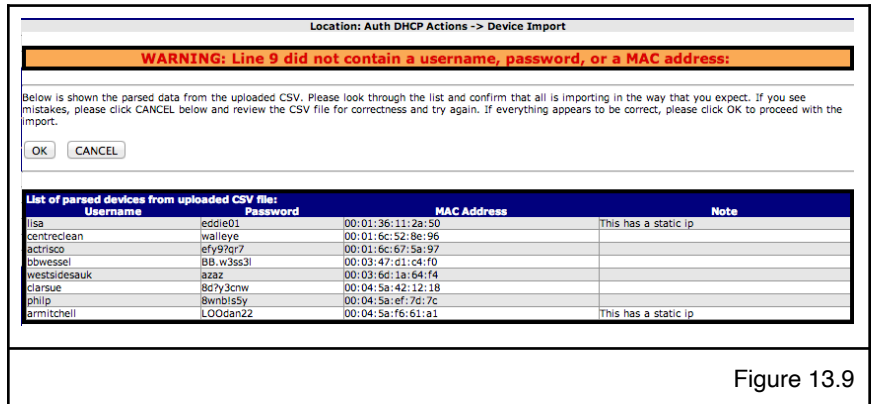 Location: Auth DHCP Actions -> Device Import
WARNING: Line 9 did not contain a username, password, or a MAC address:
Below is shown the parsed data from the uploaded CSV. Please look through the list and confirm that all is importing in the way that you expect. If you see
mistakes, please click CANCEL below and review the CSV file for correctness and try again. If everything appears to be correct, please click OK to proceed with the
import.
OK CANCEL
List of parsed devices from uploaded CSV file:
Username Password MAC Address Note
lisa eddie01 00:01:36:11:2a:50 This has a static ip
centreclean walleye 00:01:6c:52:8e:96
actrisco efy9?qr7 00:01:6c:67:5a:97
bbwessel BB.w3ss3l 00:03:47:d1:c4:f0
westsidesauk azaz 00:03:6d:1a:64:f4
clarsue 8d?y3cnw 00:04:5a:42:12:18
philp 8wnb!s5y 00:04:5a:ef:7d:7c
armitchell LOOdan22 00:04:5a:f6:61:a1 This has a static ip
Figure 13.9